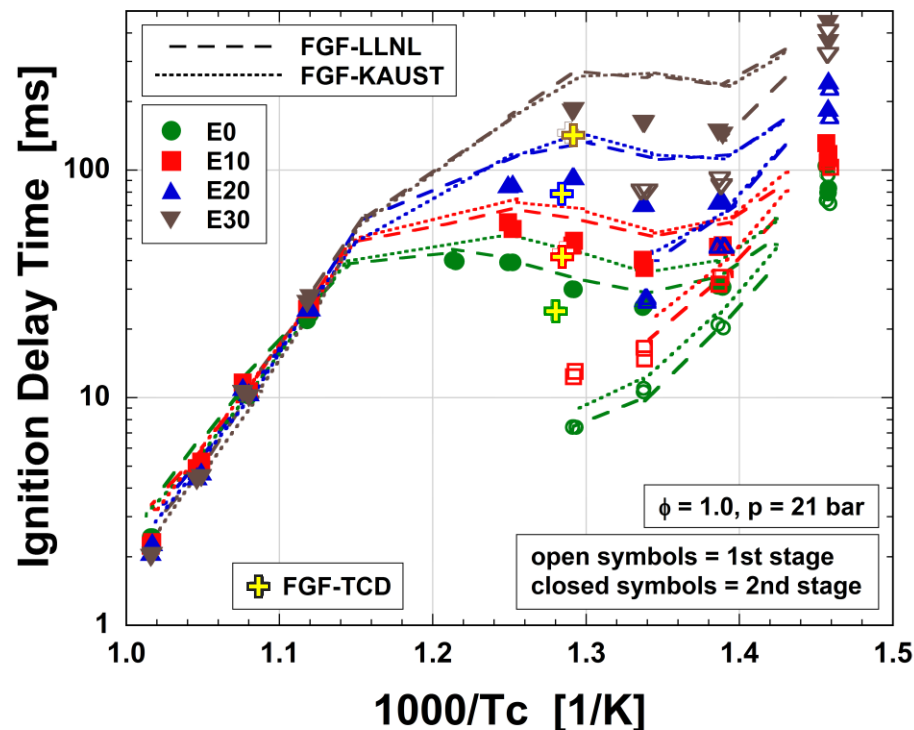 FGF-LLNL
FGF-KAUST
E0
E10
E20
E30
Ignition Delay Time [ms]
100
10
1
ϕ = 1.0, p = 21 bar
open symbols = 1st stage
closed symbols = 2nd stage
FGF-TCD
1.0 1.1 1.2 1.3 1.4 1.5
1000/Tc [1/K]